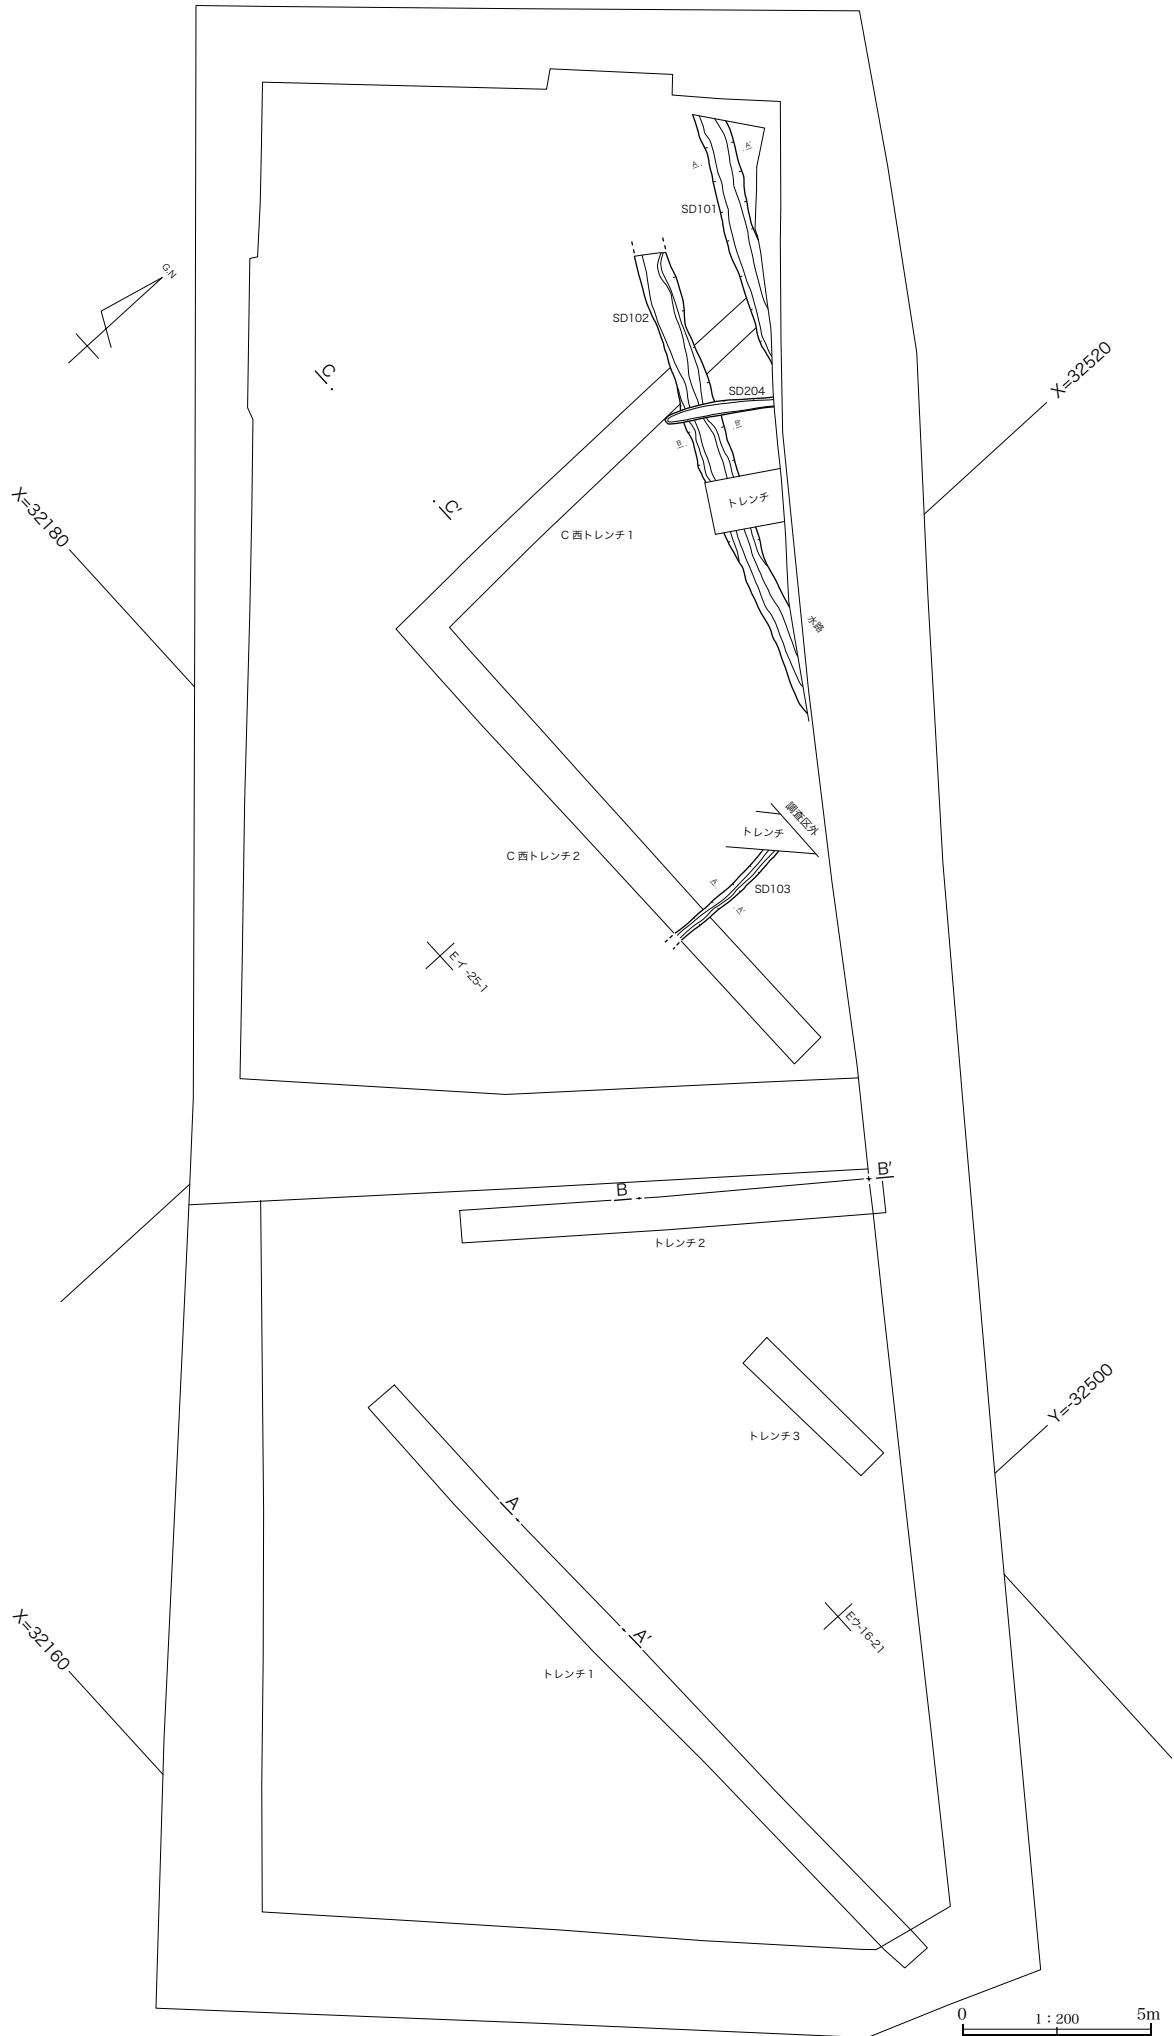 A
A'
SD101
G.N
SD102
X=32520
C
SD204
B
B'
X=32180
C'
トレンチ
C 西トレンチ1
水路
調査区外
トレンチ
C 西トレンチ2
A
A'
SD103
E イ -25-1
B
B'
トレンチ2
Y=-32500
トレンチ3
A
X=32160
Eウ-16-21
A'
トレンチ1
0
1：200
5m